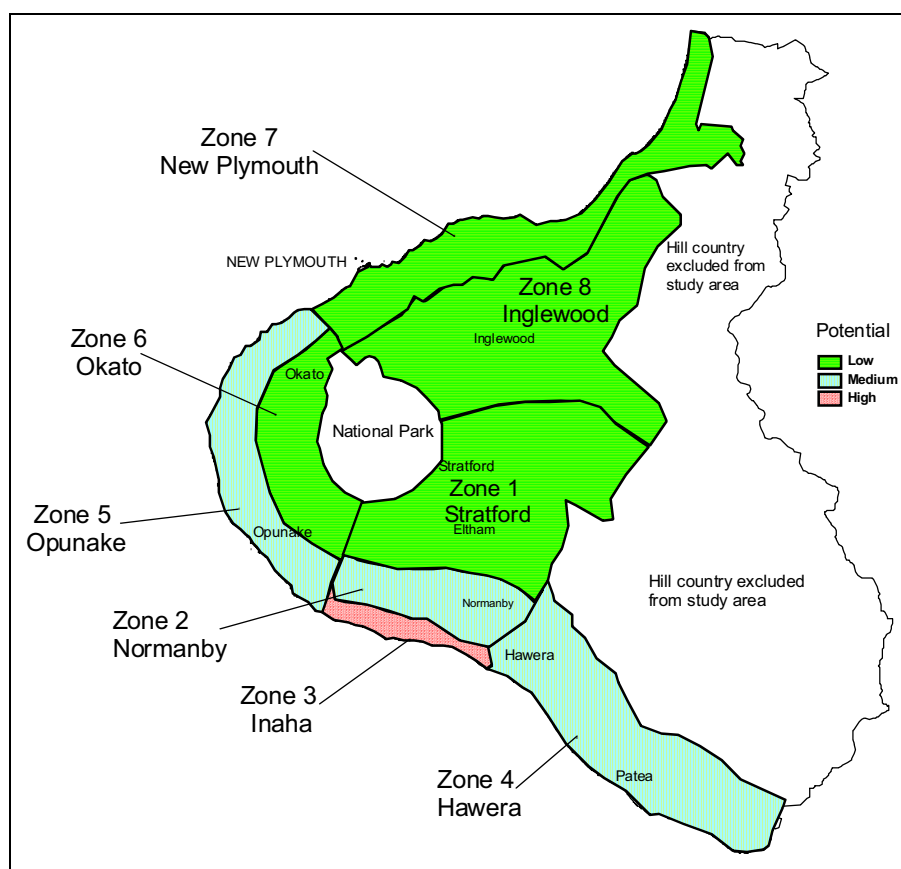 Zone 7
New Plymouth
NEW PLYMOUTH
Hill country
excluded from
study area
Zone 8
Inglewood
Inglewood
Potential
Low
Medium
High
Zone 6
Okato
Okato
National Park
Stratford
Zone 1
Stratford
Eltham
Zone 5
Opunake
Opunake
Hill country excluded
from study area
Zone 2
Normanby
Normanby
Hawera
Zone 3
Inaha
Zone 4
Hawera
Patea